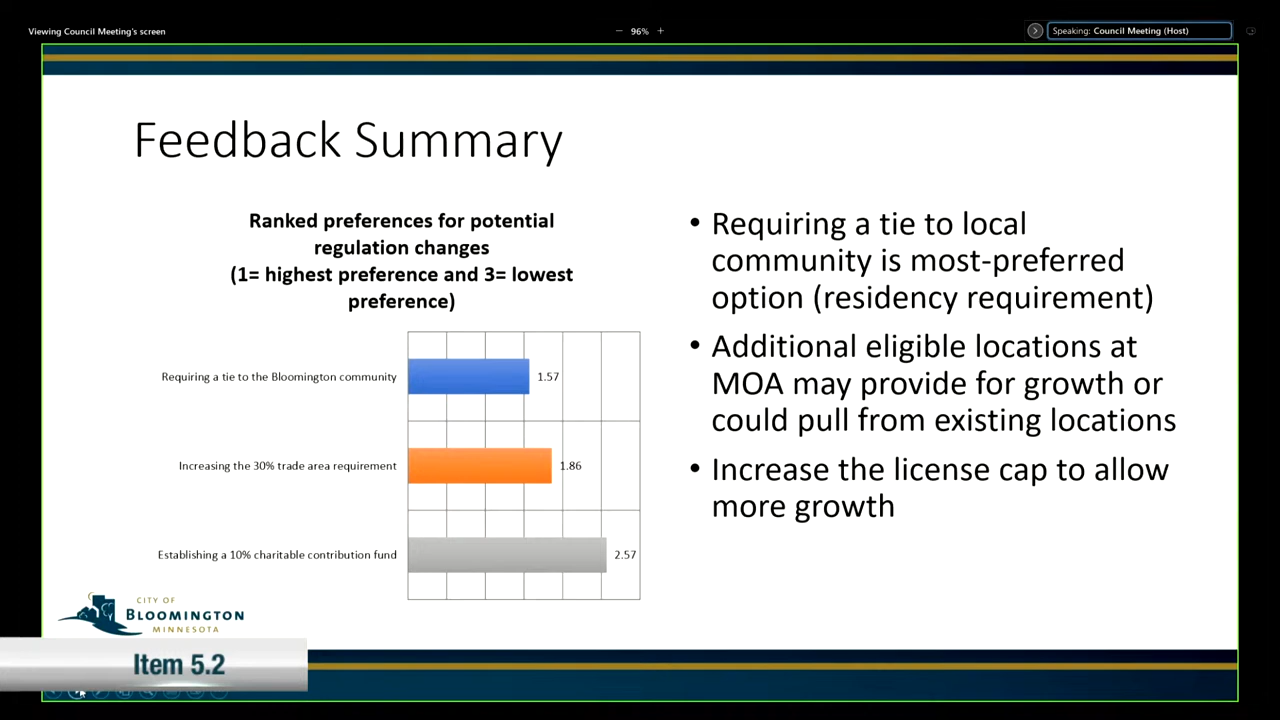 Viewing Council Meeting's screen
− 96% +
Speaking: Council Meeting (Host)
Feedback Summary
Ranked preferences for potential
regulation changes
(1= highest preference and 3= lowest
preference)
Requiring a tie to the Bloomington community
1.57
Increasing the 30% trade area requirement
1.86
Establishing a 10% charitable contribution fund
2.57
• Requiring a tie to local
community is most-preferred
option (residency requirement)
• Additional eligible locations at
MOA may provide for growth or
could pull from existing locations
• Increase the license cap to allow
more growth
CITY OF
BLOOMINGTON
MINNESOTA
Item 5.2